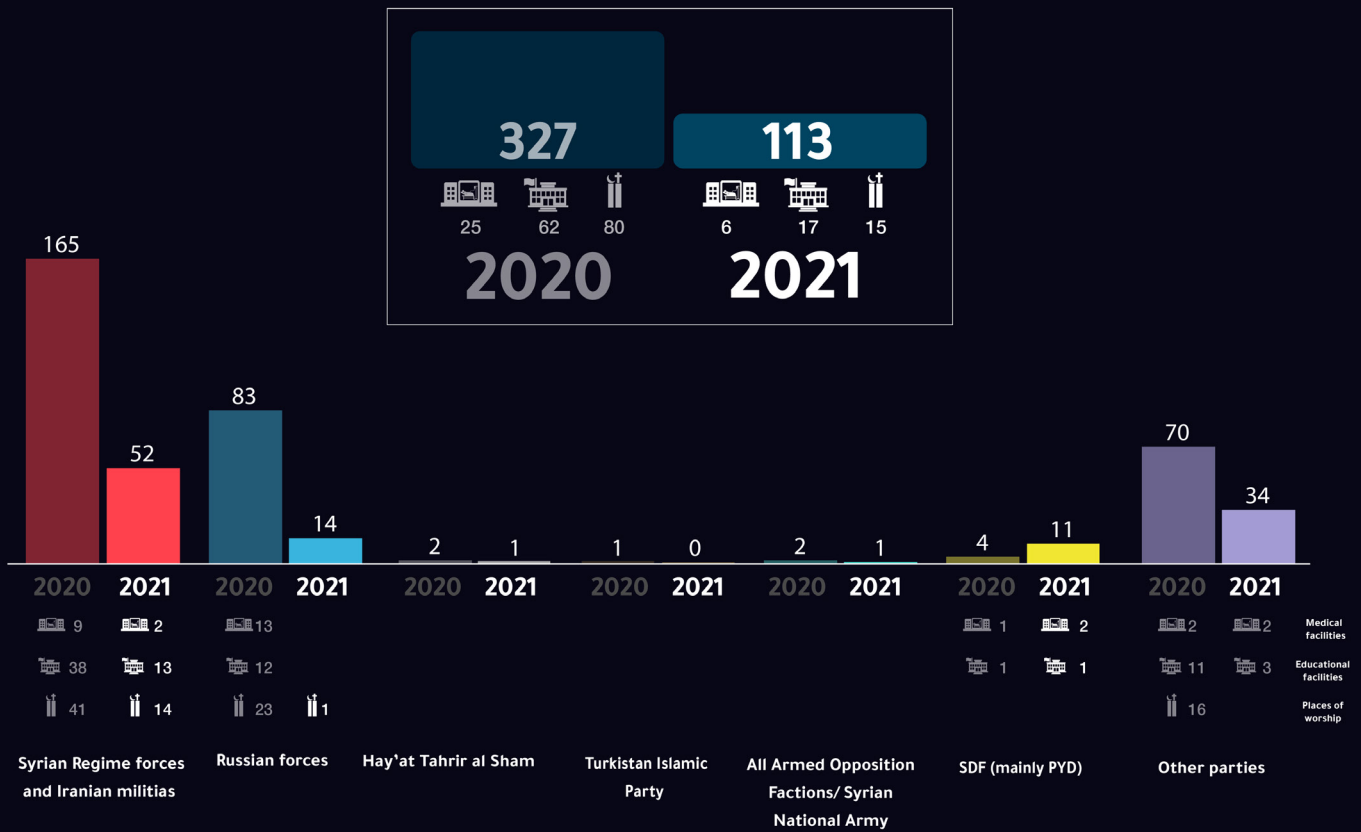 327
113
25 62 80
6 17 15
2020
2021
165
52
83
14
2
1
1
0
2
1
4
11
70
34
2020 2021 2020 2021 2020 2021 2020 2021 2020 2021 2020 2021 2020 2021
9 2 13 1 2 2 2 Medical
facilities
38 13 12 1 1 11 3 Educational
facilities
41 14 23 1 16 Places of
worship
Syrian Regime forces
and Iranian militias
Russian forces
Hay'at Tahrir al Sham
Turkistan Islamic
Party
All Armed Opposition
Factions/ Syrian
National Army
SDF (mainly PYD)
Other parties